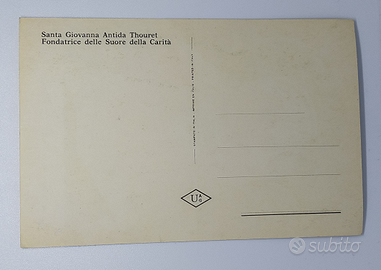 Santa Giovanna Antida Thouret
Fondatrice delle Suore della Carità
U
A
G
subito